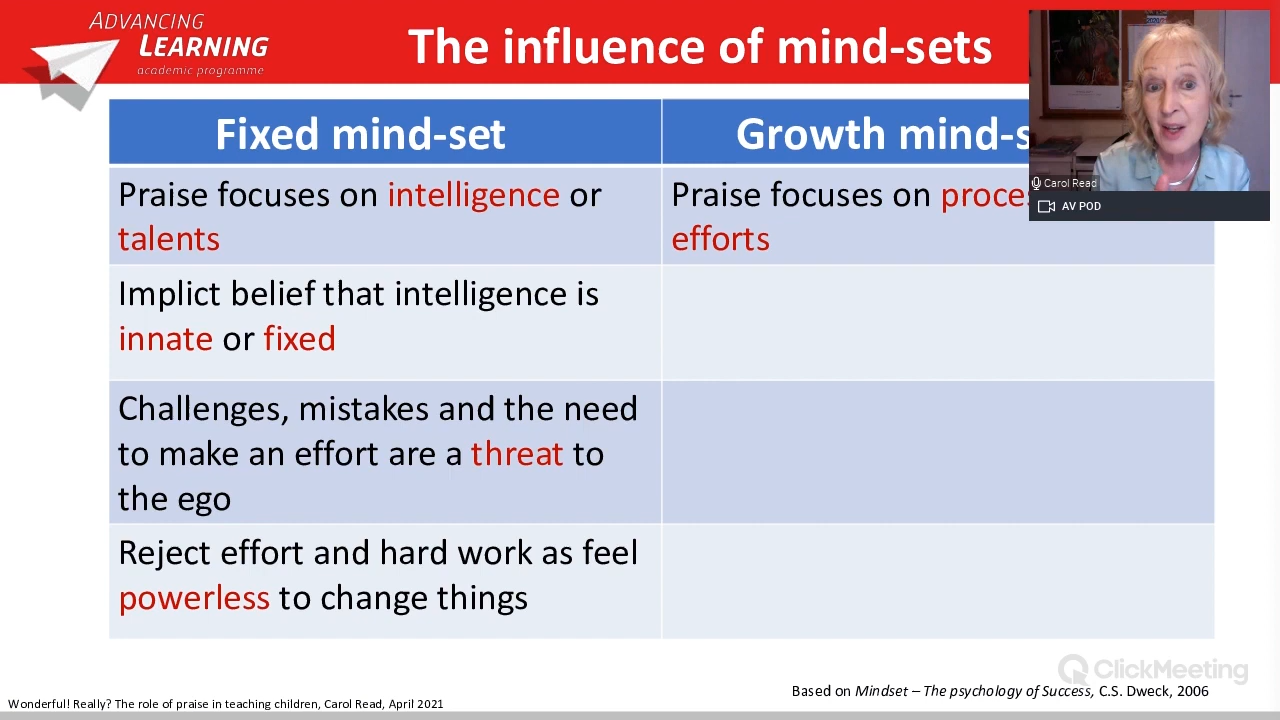 ADVANCING
LEARNING
academic programme
The influence of mind-sets
Fixed mind-set
Growth mind-s
Praise focuses on intelligence or
talents
Praise focuses on proce
efforts
Implict belief that intelligence is
innate or fixed
Challenges, mistakes and the need
to make an effort are a threat to
the ego
Reject effort and hard work as feel
powerless to change things
Carol Read
AV POD
ClickMeeting
Based on Mindset – The psychology of Success, C.S. Dweck, 2006
Wonderful! Really? The role of praise in teaching children, Carol Read, April 2021